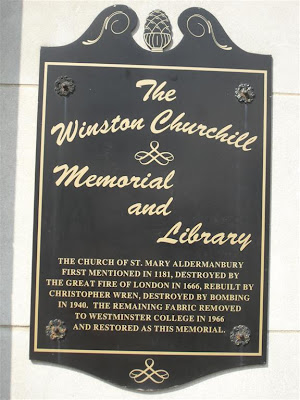 The
Winston Churchill
Memorial
and
Library
THE CHURCH OF ST. MARY ALDERMANBURY
FIRST MENTIONED IN 1181, DESTROYED BY
THE GREAT FIRE OF LONDON IN 1666, REBUILT BY
CHRISTOPHER WREN, DESTROYED BY BOMBING
IN 1940. THE REMAINING FABRIC REMOVED
TO WESTMINSTER COLLEGE IN 1966
AND RESTORED AS THIS MEMORIAL.